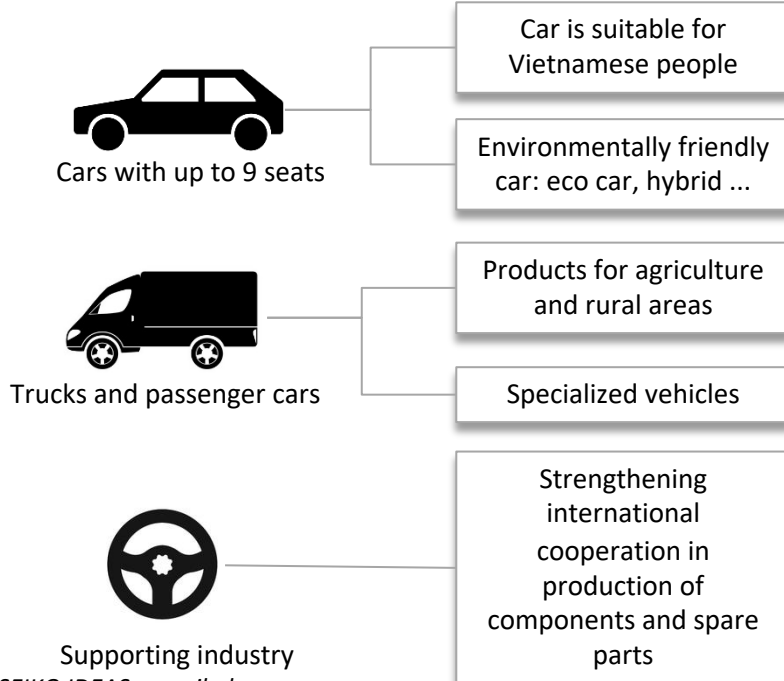 Car is suitable for
Vietnamese people
Cars with up to 9 seats
Environmentally friendly
car: eco car, hybrid ...
Products for agriculture
and rural areas
Trucks and passenger cars
Specialized vehicles
Strengthening
international
cooperation in
production of
components and spare
parts
Supporting industry